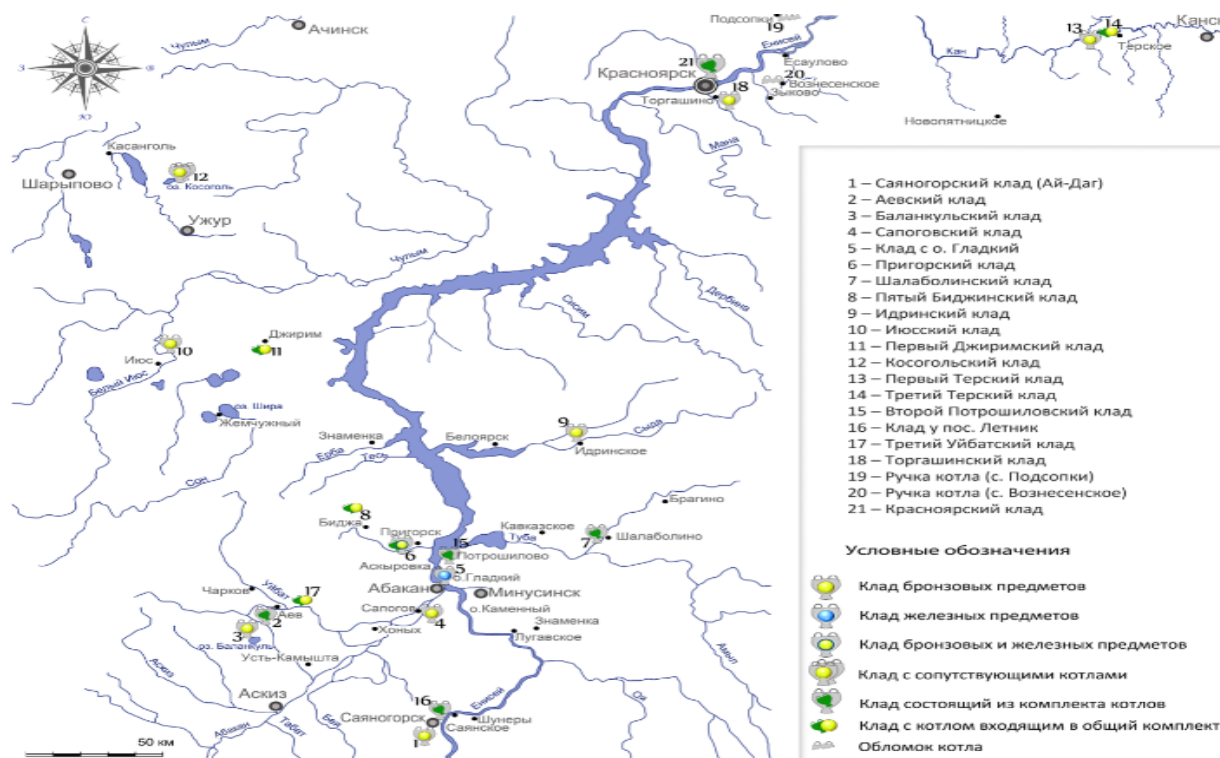 С
З
В
Ю
Чулым
Ачинск
Подсопки
19
Енисей
21
Красноярск
Есаулово
20
Вознесенское
Зыково
Торгашино
18
Мана
13
14
Терское
Канск
Кан
Новопятницкое
Касанголь
Шарыпово
12
оз. Косоголь
Ужур
Чулым
Дербина
Сисим
Джирим
10
11
Июс
Белый Июс
оз. Шира
Жемчужный
Знаменка
Ерба
Тесь
Сон
Белоярск
9
Идринское
Сыда
Брагино
8
Биджа
Пригорск
6
15
Потрошилово
Кавказское
Туба
7
Шалаболино
Аскыровка
5
о.Гладкий
Абакан
Минусинск
о.Каменный
Чарков
Уйбат
17
Аев
2
3
оз. Баланкуль
Сапогов
4
Хоных
Знаменка
Лугавское
Усть-Камышта
Аскиз
Аскиз
Абакан
Табат
Бея
16
Саяногорск
Саянское
Шунеры
Енисей
1
Оя
Амыл
50 км
1 – Саяногорский клад (Ай-Даг)
2 – Аевский клад
3 – Баланкульский клад
4 – Сапоговский клад
5 – Клад с о. Гладкий
6 – Пригорский клад
7 – Шалаболинский клад
8 – Пятый Биджинский клад
9 – Идринский клад
10 – Июсский клад
11 – Первый Джиримский клад
12 – Косогольский клад
13 – Первый Терский клад
14 – Третий Терский клад
15 – Второй Потрошиловский клад
16 – Клад у пос. Летник
17 – Третий Уйбатский клад
18 – Торгашинский клад
19 – Ручка котла (с. Подсопки)
20 – Ручка котла (с. Вознесенское)
21 – Красноярский клад
Условные обозначения
Клад бронзовых предметов
Клад железных предметов
Клад бронзовых и железных предметов
Клад с сопутствующими котлами
Клад состоящий из комплекта котлов
Клад с котлом входящим в общий комплект
Обломок котла